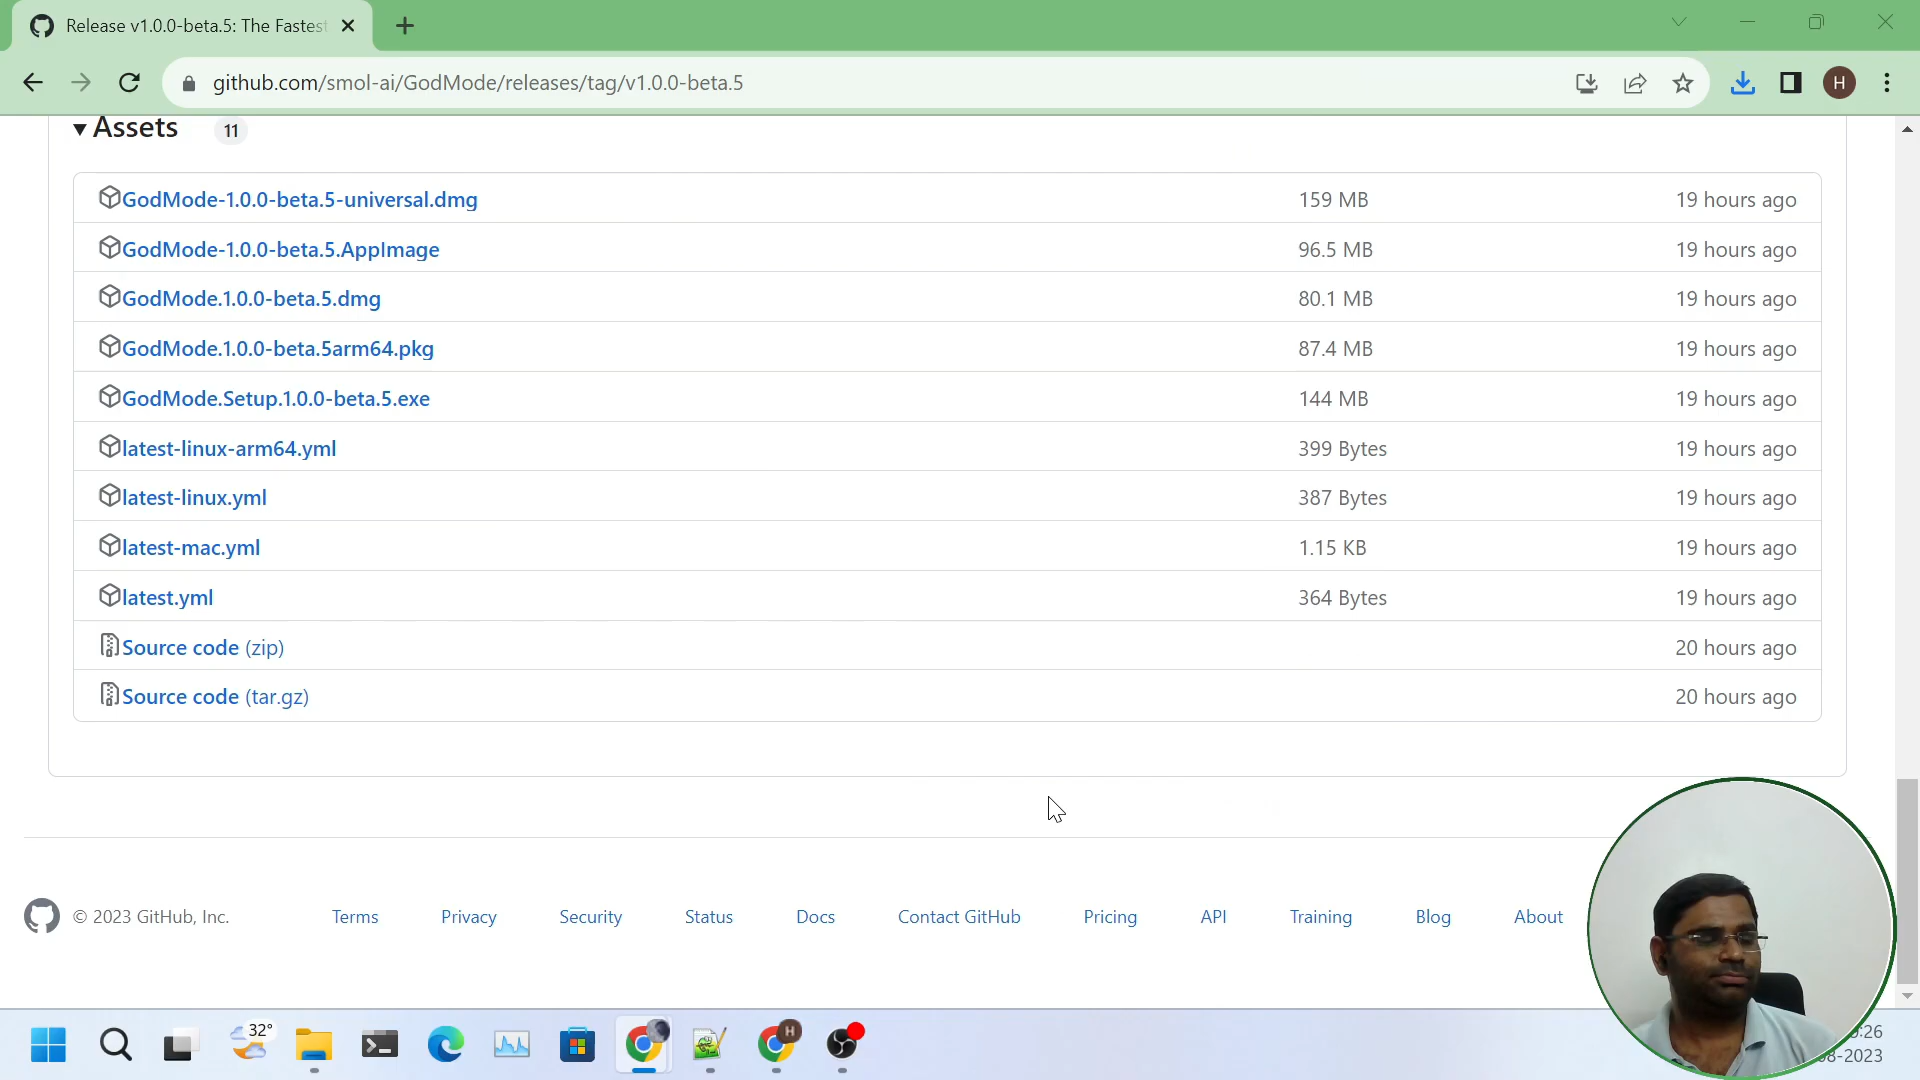 Release v1.0.0-beta.5: The Fastest
github.com/smol-ai/GodMode/releases/tag/v1.0.0-beta.5
H
Assets 11
GodMode-1.0.0-beta.5-universal.dmg 159 MB 19 hours ago
GodMode-1.0.0-beta.5.AppImage 96.5 MB 19 hours ago
GodMode.1.0.0-beta.5.dmg 80.1 MB 19 hours ago
GodMode.1.0.0-beta.5arm64.pkg 87.4 MB 19 hours ago
GodMode.Setup.1.0.0-beta.5.exe 144 MB 19 hours ago
latest-linux-arm64.yml 399 Bytes 19 hours ago
latest-linux.yml 387 Bytes 19 hours ago
latest-mac.yml 1.15 KB 19 hours ago
latest.yml 364 Bytes 19 hours ago
Source code (zip) 20 hours ago
Source code (tar.gz) 20 hours ago
© 2023 GitHub, Inc. Terms Privacy Security Status Docs Contact GitHub Pricing API Training Blog About
32° H :26
8-2023